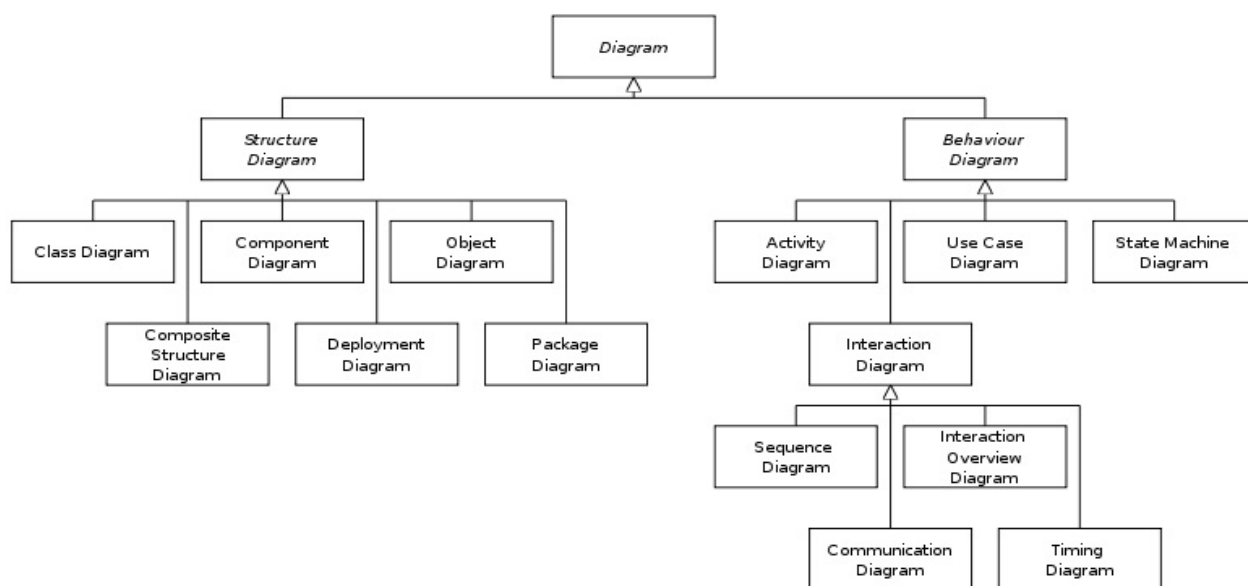 Diagram
Structure
Diagram
Behaviour
Diagram
Class Diagram
Component
Diagram
Object
Diagram
Activity
Diagram
Use Case
Diagram
State Machine
Diagram
Composite
Structure
Diagram
Deployment
Diagram
Package
Diagram
Interaction
Diagram
Sequence
Diagram
Interaction
Overview
Diagram
Communication
Diagram
Timing
Diagram